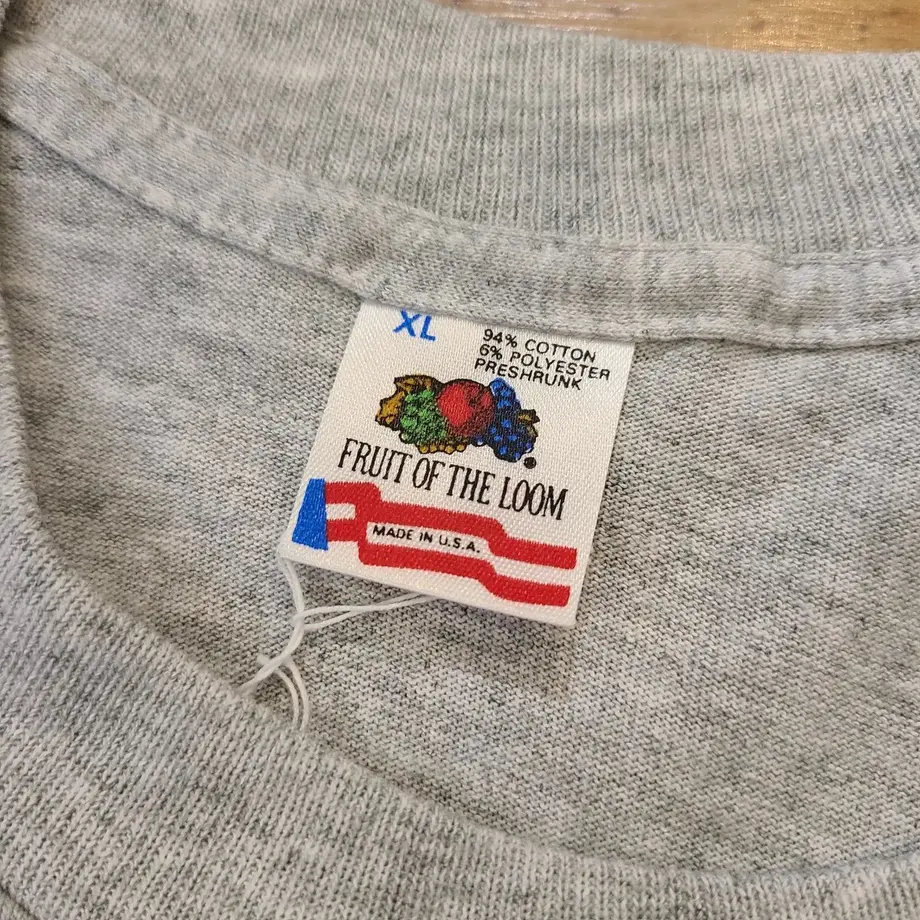 XL
94% COTTON
6% POLYESTER
PRESHRUNK
FRUIT OF THE LOOM
MADE IN U.S.A.